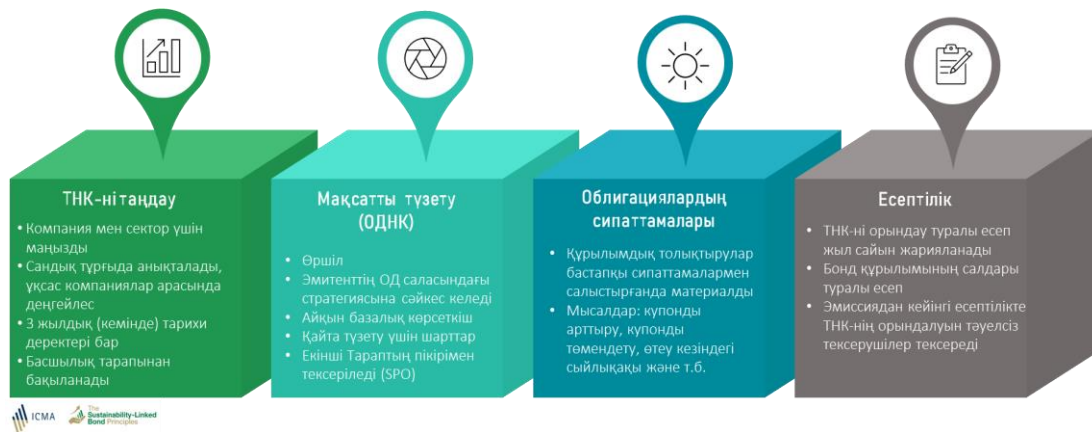 ТНК-ні таңдау
• Компания мен сектор үшін
маңызды
• Сандық тұрғыда анықталады,
ұқсас компаниялар арасында
деңгейлес
• 3 жылдық (кемінде) тарихи
деректері бар
• Басшылық тарапынан
бақыланады
Мақсатты түзету
(ОДНК)
• Өршіл
• Эмитенттің ОД саласындағы
стратегиясына сәйкес келеді
• Айқын базалық көрсеткіш
• Қайта түзету үшін шарттар
• Екінші Тараптың пікірімен
тексеріледі (SPO)
Облигациялардың
сипаттамалары
• Құрылымдық толықтырулар
бастапқы сипаттамалармен
салыстырғанда материалды
• Мысалдар: купонды
арттыру, купонды
төмендету, өтеу кезіндегі
сыйлықақы және т.б.
Есептілік
• ТНК-ні орындау туралы есеп
жыл сайын жарияланады
• Бонд құрылымының салдары
туралы есеп
• Эмиссиядан кейінгі есептілікте
ТНК-нің орындалуын тәуелсіз
тексерушілер тексереді
ICMA
The
Sustainability-Linked
Bond Principles